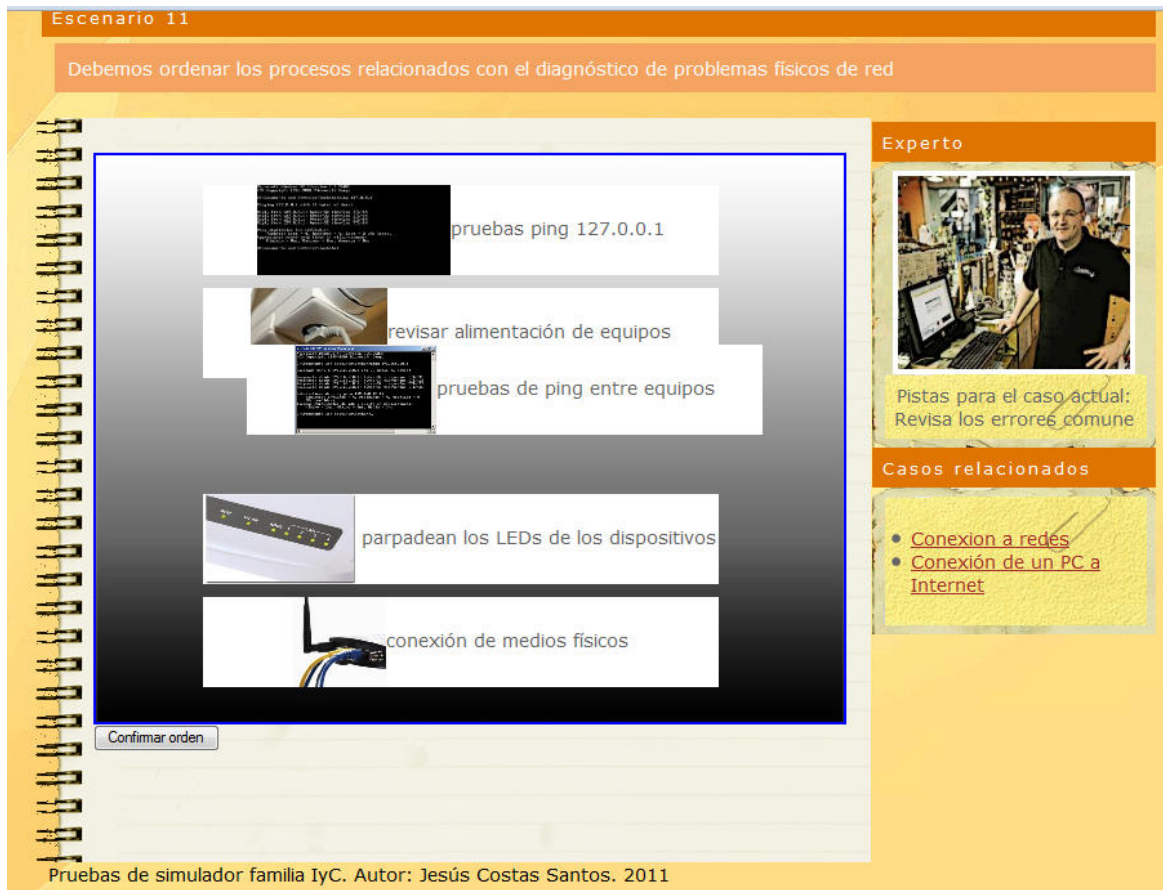 Escenario 11
Debemos ordenar los procesos relacionados con el diagnóstico de problemas físicos de red
Experto
pruebas ping 127.0.0.1
revisar alimentación de equipos
pruebas de ping entre equipos
Pistas para el caso actual:
Revisa los errores comune
Casos relacionados
parpadean los LEDs de los dispositivos
Conexion a redes
Conexión de un PC a
Internet
conexión de medios físicos
Confirmar orden
Pruebas de simulador familia IyC. Autor: Jesús Costas Santos. 2011